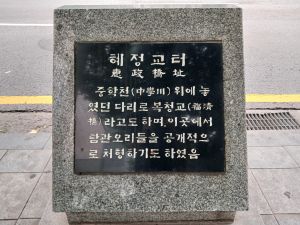 혜정교터
惠政橋址
중학천(中學川) 위에 놓
였던 다리로 복청교(福淸
橋)라고도 하며, 이곳에서
탐관오리들을 공개적으
로 처형하기도 하였음